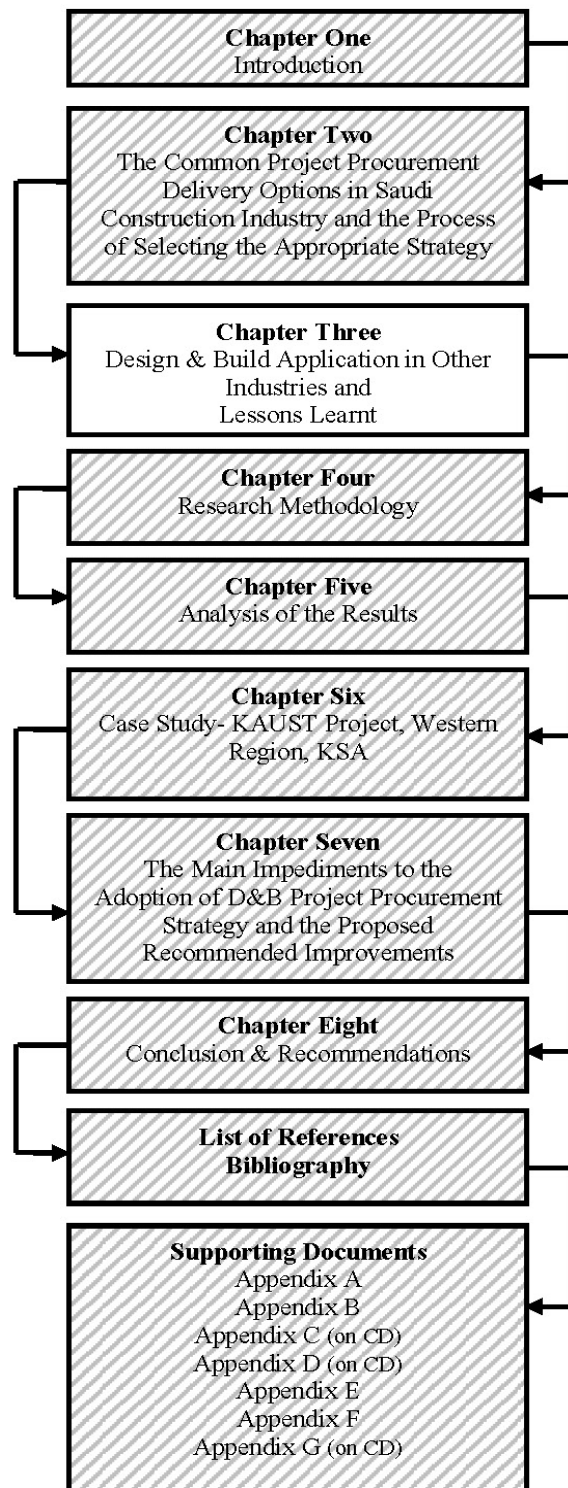 Chapter One
Introduction
Chapter Two
The Common Project Procurement
Delivery Options in Saudi
Construction Industry and the Process
of Selecting the Appropriate Strategy
Chapter Three
Design & Build Application in Other
Industries and
Lessons Learnt
Chapter Four
Research Methodology
Chapter Five
Analysis of the Results
Chapter Six
Case Study- KAUST Project, Western
Region, KSA
Chapter Seven
The Main Impediments to the
Adoption of D&B Project Procurement
Strategy and the Proposed
Recommended Improvements
Chapter Eight
Conclusion & Recommendations
List of References
Bibliography
Supporting Documents
Appendix A
Appendix B
Appendix C (on CD)
Appendix D (on CD)
Appendix E
Appendix F
Appendix G (on CD)